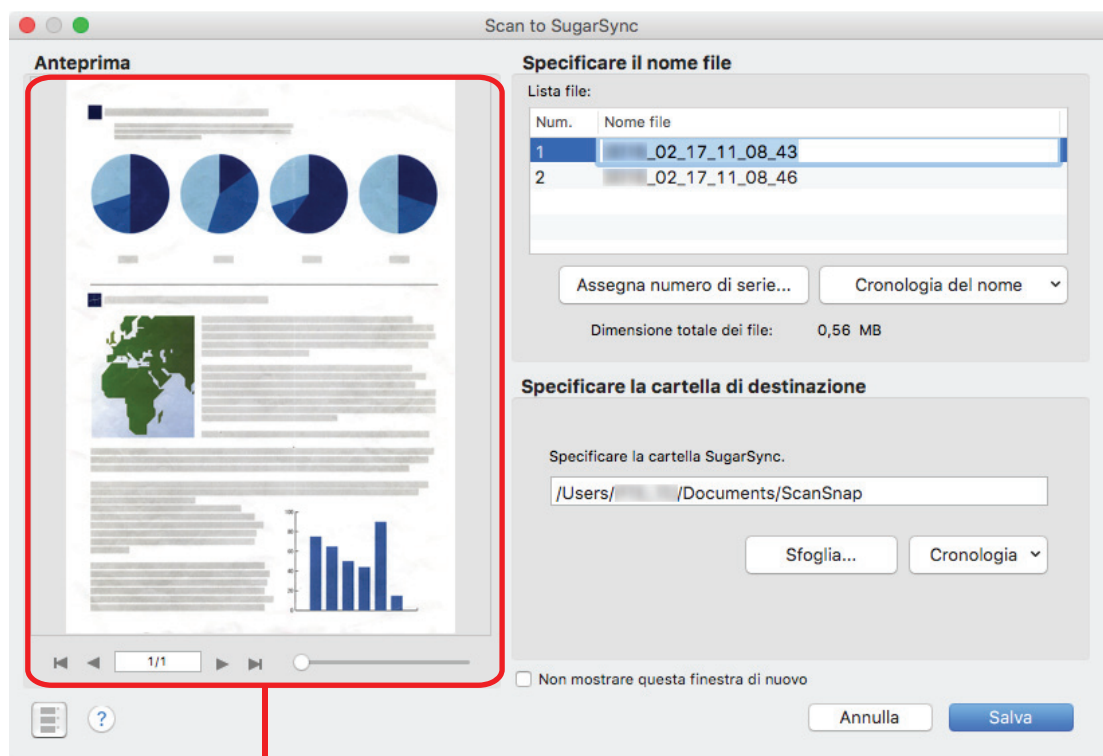 Scan to SugarSync
Anteprima
1/1
Specificare il nome file
Lista file:
Num. Nome file
1 _02_17_11_08_43
2 _02_17_11_08_46
Assegna numero di serie... Cronologia del nome
Dimensione totale dei file: 0,56 MB
Specificare la cartella di destinazione
Specificare la cartella SugarSync.
/Users/ /Documents/ScanSnap
Sfoglia... Cronologia
Non mostrare questa finestra di nuovo
?
Annulla Salva